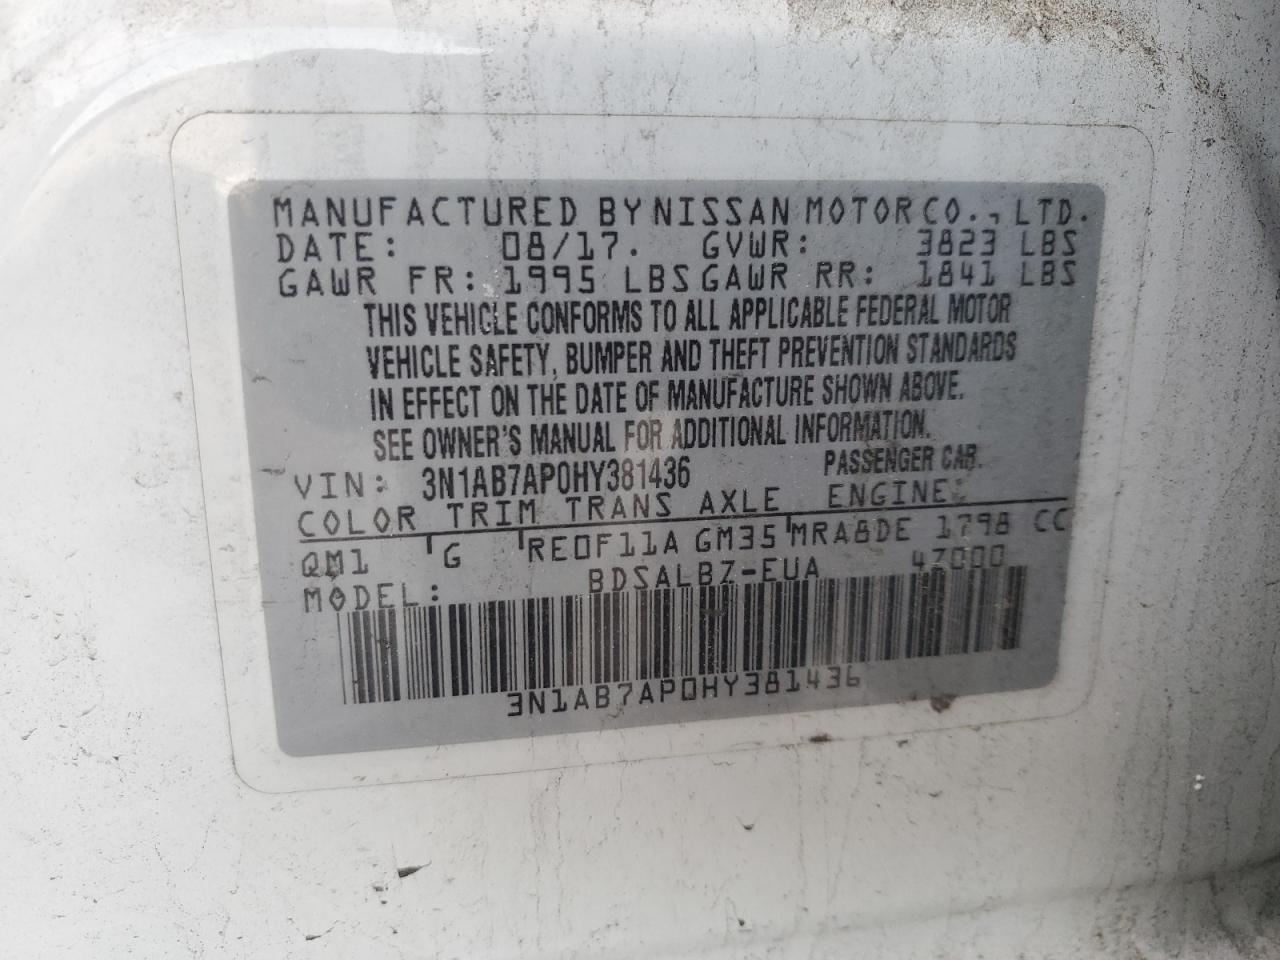 MANUFACTURED BY NISSAN MOTOR CO., LTD.
DATE: 08/17. GVWR: 3823 LBS
GAWR FR: 1995 LBS GAWR RR: 1841 LBS
THIS VEHICLE CONFORMS TO ALL APPLICABLE FEDERAL MOTOR
VEHICLE SAFETY, BUMPER AND THEFT PREVENTION STANDARDS
IN EFFECT ON THE DATE OF MANUFACTURE SHOWN ABOVE.
SEE OWNER'S MANUAL FOR ADDITIONAL INFORMATION.
VIN: 3N1AB7AP0HY381436 PASSENGER CAR.
COLOR TRIM TRANS AXLE ENGINE:
QM1 G RE0F11A GM35 MRA8DE 1798 CC
MODEL: BDSALBZ-EUA 4Z000
3N1AB7AP0HY381436